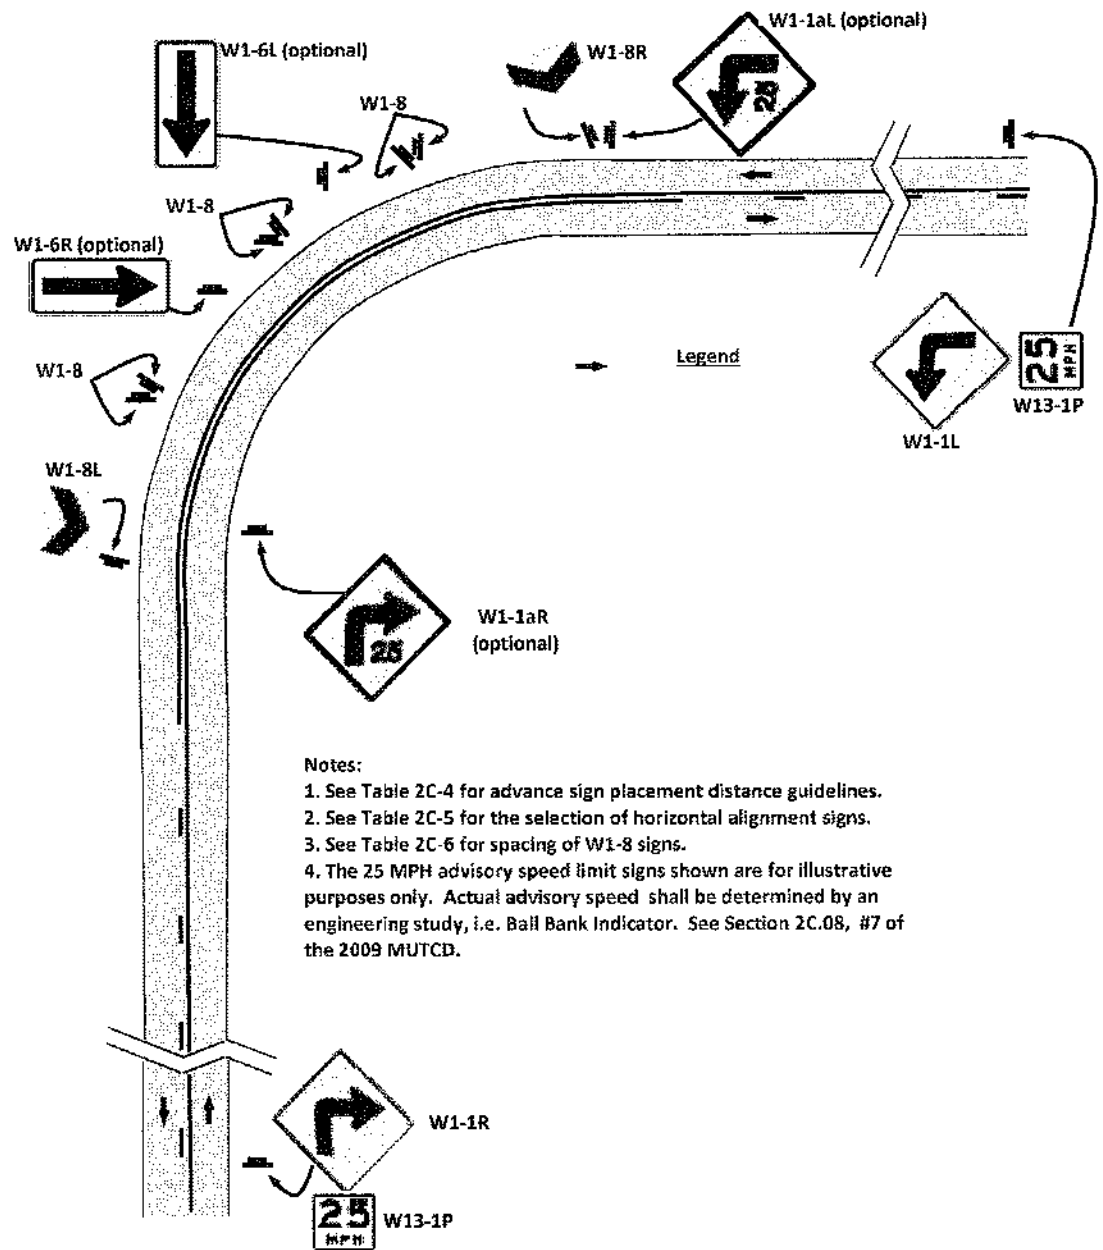 W1-1aL (optional)
W1-6L (optional)
W1-8R
25
W1-8
W1-8
W1-6R (optional)
W1-8
Legend
25
MPH
W13-1P
W1-1L
W1-8L
25
W1-1aR
(optional)
Notes:
1. See Table 2C-4 for advance sign placement distance guidelines.
2. See Table 2C-5 for the selection of horizontal alignment signs.
3. See Table 2C-6 for spacing of W1-8 signs.
4. The 25 MPH advisory speed limit signs shown are for illustrative
purposes only. Actual advisory speed shall be determined by an
engineering study, i.e. Ball Bank Indicator. See Section 2C.08, #7 of
the 2009 MUTCD.
W1-1R
25
MPH
W13-1P